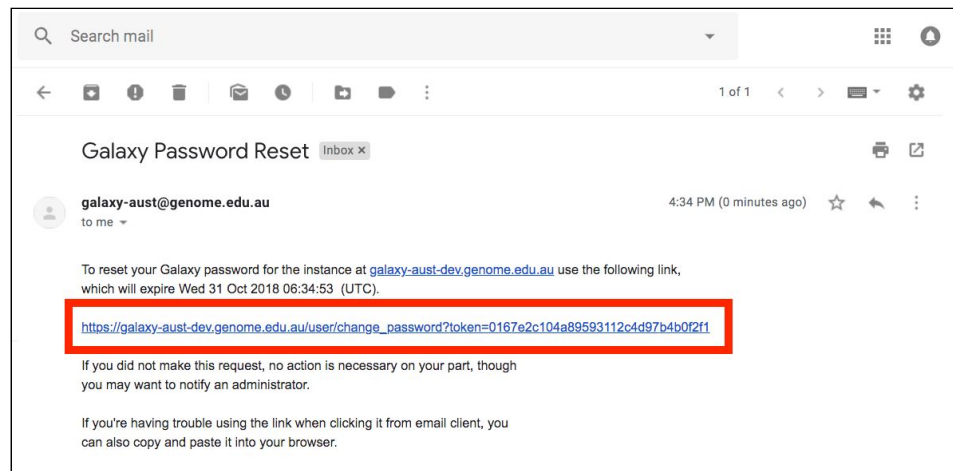 Search mail
1 of 1
Galaxy Password Reset Inbox x
galaxy-aust@genome.edu.au 4:34 PM (0 minutes ago)
to me
To reset your Galaxy password for the instance at galaxy-aust-dev.genome.edu.au use the following link,
which will expire Wed 31 Oct 2018 06:34:53 (UTC).
https://galaxy-aust-dev.genome.edu.au/user/change_password?token=0167e2c104a89593112c4d97b4b0f2f1
If you did not make this request, no action is necessary on your part, though
you may want to notify an administrator.
If you're having trouble using the link when clicking it from email client, you
can also copy and paste it into your browser.